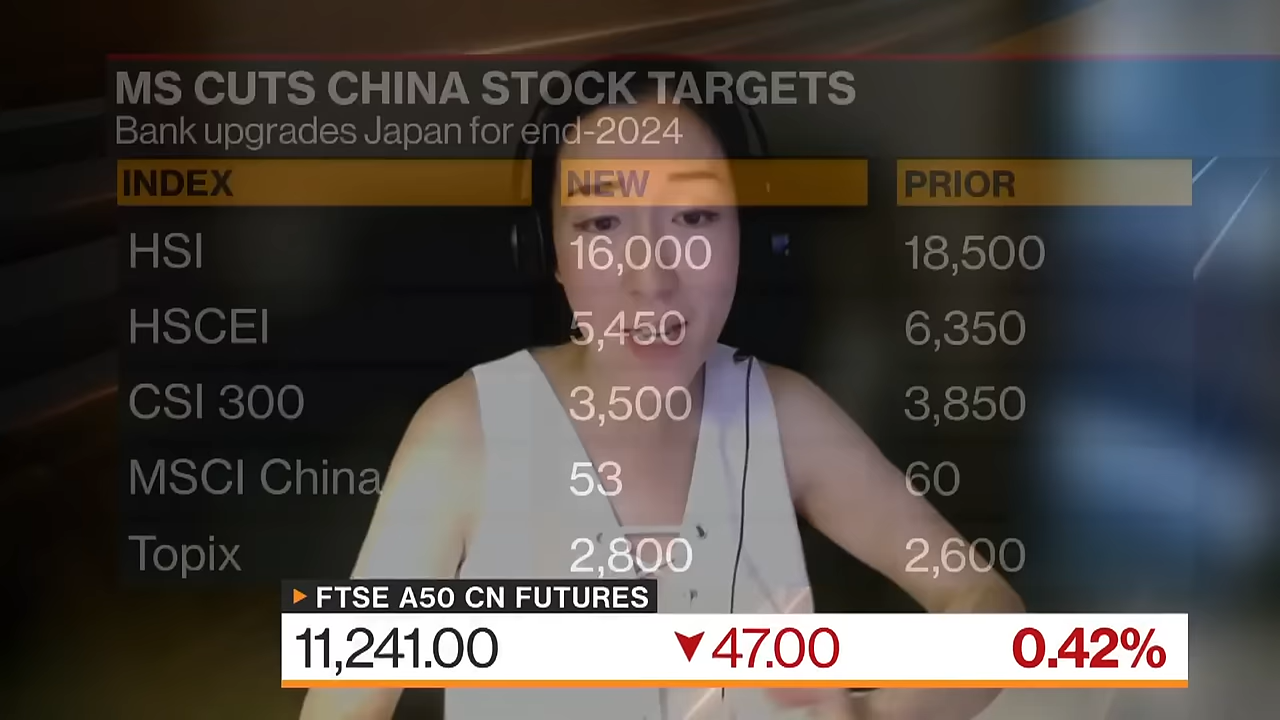 MS CUTS CHINA STOCK TARGETS
Bank upgrades Japan for end-2024
INDEX NEW PRIOR
HSI 16,000 18,500
HSCEI 5,450 6,350
CSI 300 3,500 3,850
MSCI China 53 60
Topix 2,800 2,600
FTSE A50 CN FUTURES
11,241.00 47.00 0.42%